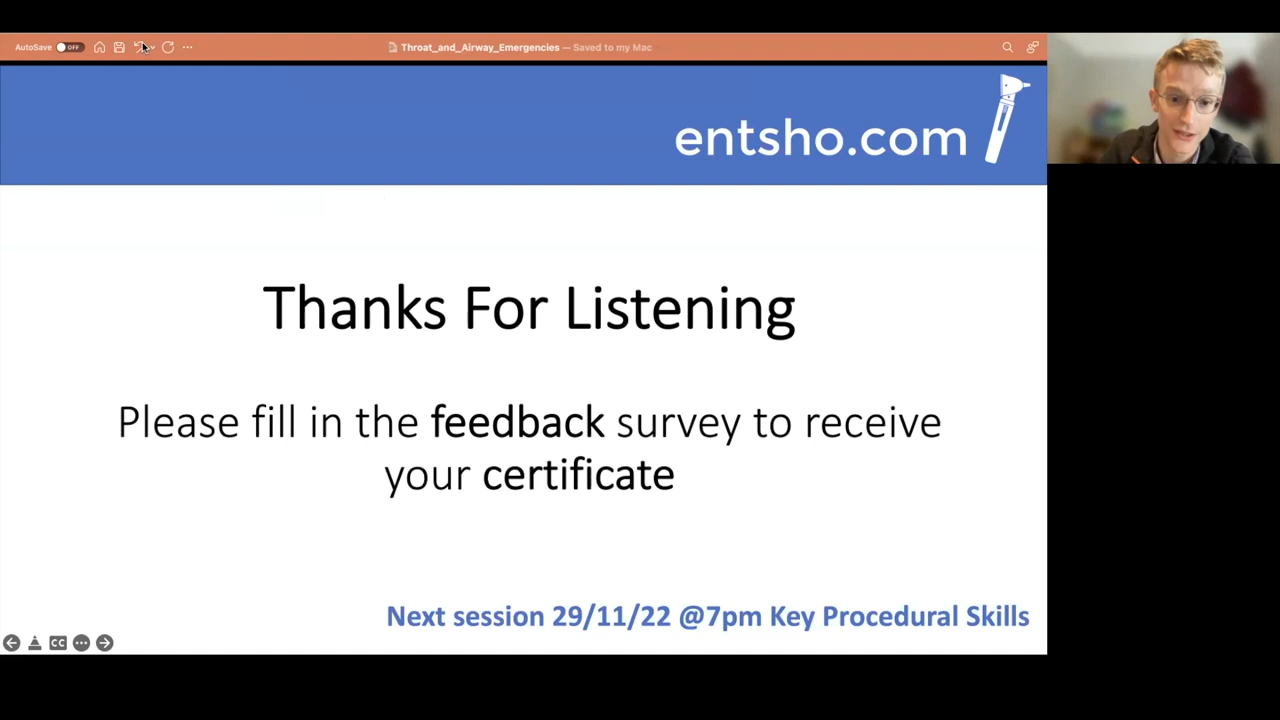 AutoSave OFF
Throat_and_Airway_Emergencies — Saved to my Mac
entsho.com
Thanks For Listening
Please fill in the feedback survey to receive
your certificate
Next session 29/11/22 @7pm Key Procedural Skills
CC